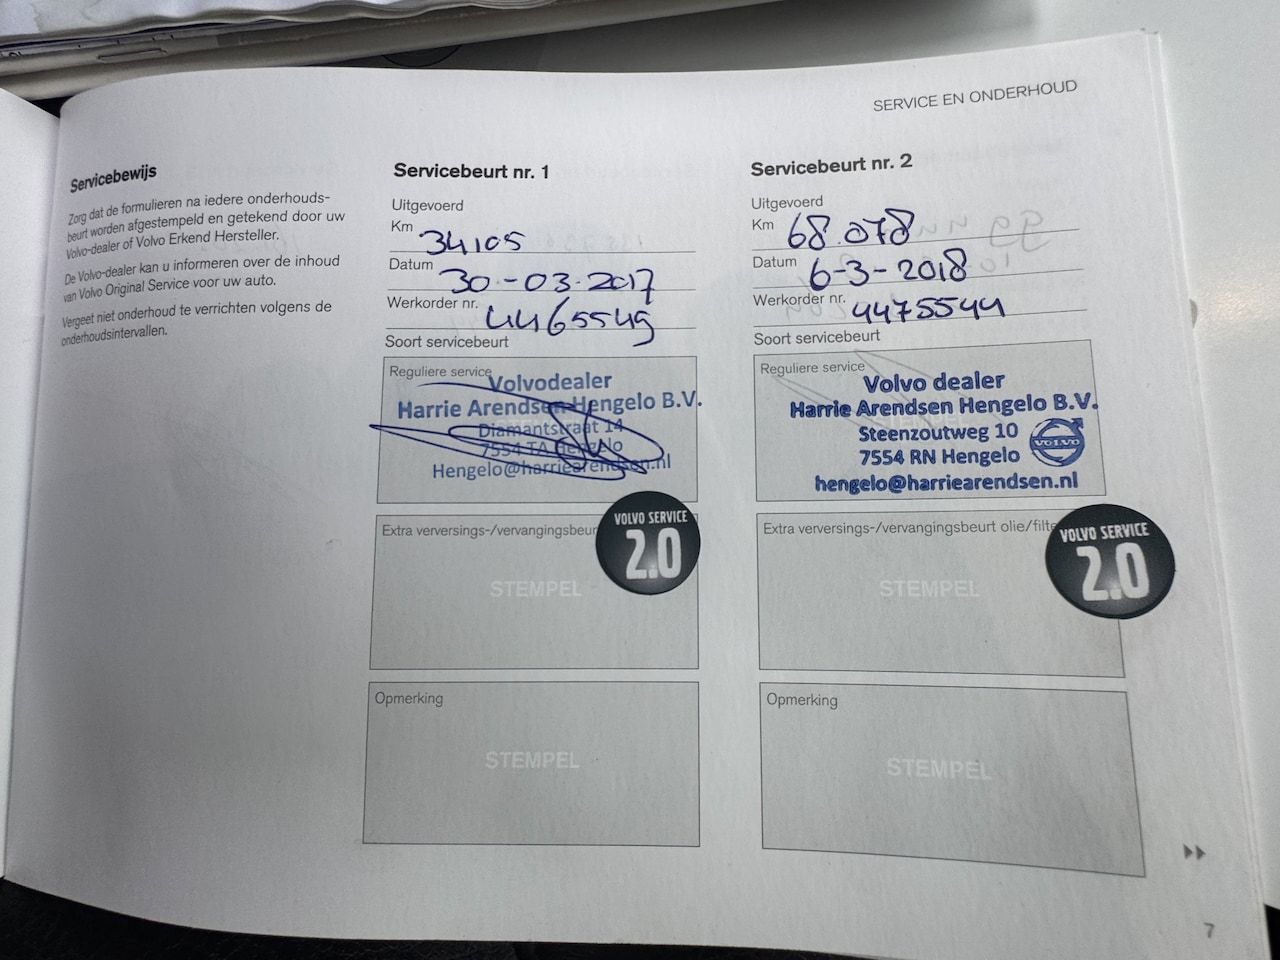 SERVICE EN ONDERHOUD
Servicebewijs
Zorg dat de formulieren na iedere onderhouds-
beurt worden afgestempeld en getekend door uw
Volvo-dealer of Volvo Erkend Hersteller.
De Volvo-dealer kan u informeren over de inhoud
van Volvo Original Service voor uw auto.
Vergeet niet onderhoud te verrichten volgens de
onderhoudsintervallen.
Servicebeurt nr. 1
Uitgevoerd
Km 34105
Datum 30-03-2017
Werkorder nr. 4465549
Soort servicebeurt
Reguliere service
Volvodealer
Harrie Arendsen Hengelo B.V.
Diamantstraat 14
7554 TA Hengelo
Hengelo@harriearendsen.nl
Extra verversings-/vervangingsbeur
VOLVO SERVICE
2.0
STEMPEL
Opmerking
STEMPEL
Servicebeurt nr. 2
Uitgevoerd
Km 68.078
Datum 6-3-2018
Werkorder nr. 4475544
Soort servicebeurt
Reguliere service
Volvo dealer
Harrie Arendsen Hengelo B.V.
Steenzoutweg 10
7554 RN Hengelo
hengelo@harriearendsen.nl
VOLVO
Extra verversings-/vervangingsbeurt olie/filte
VOLVO SERVICE
2.0
STEMPEL
Opmerking
STEMPEL
7